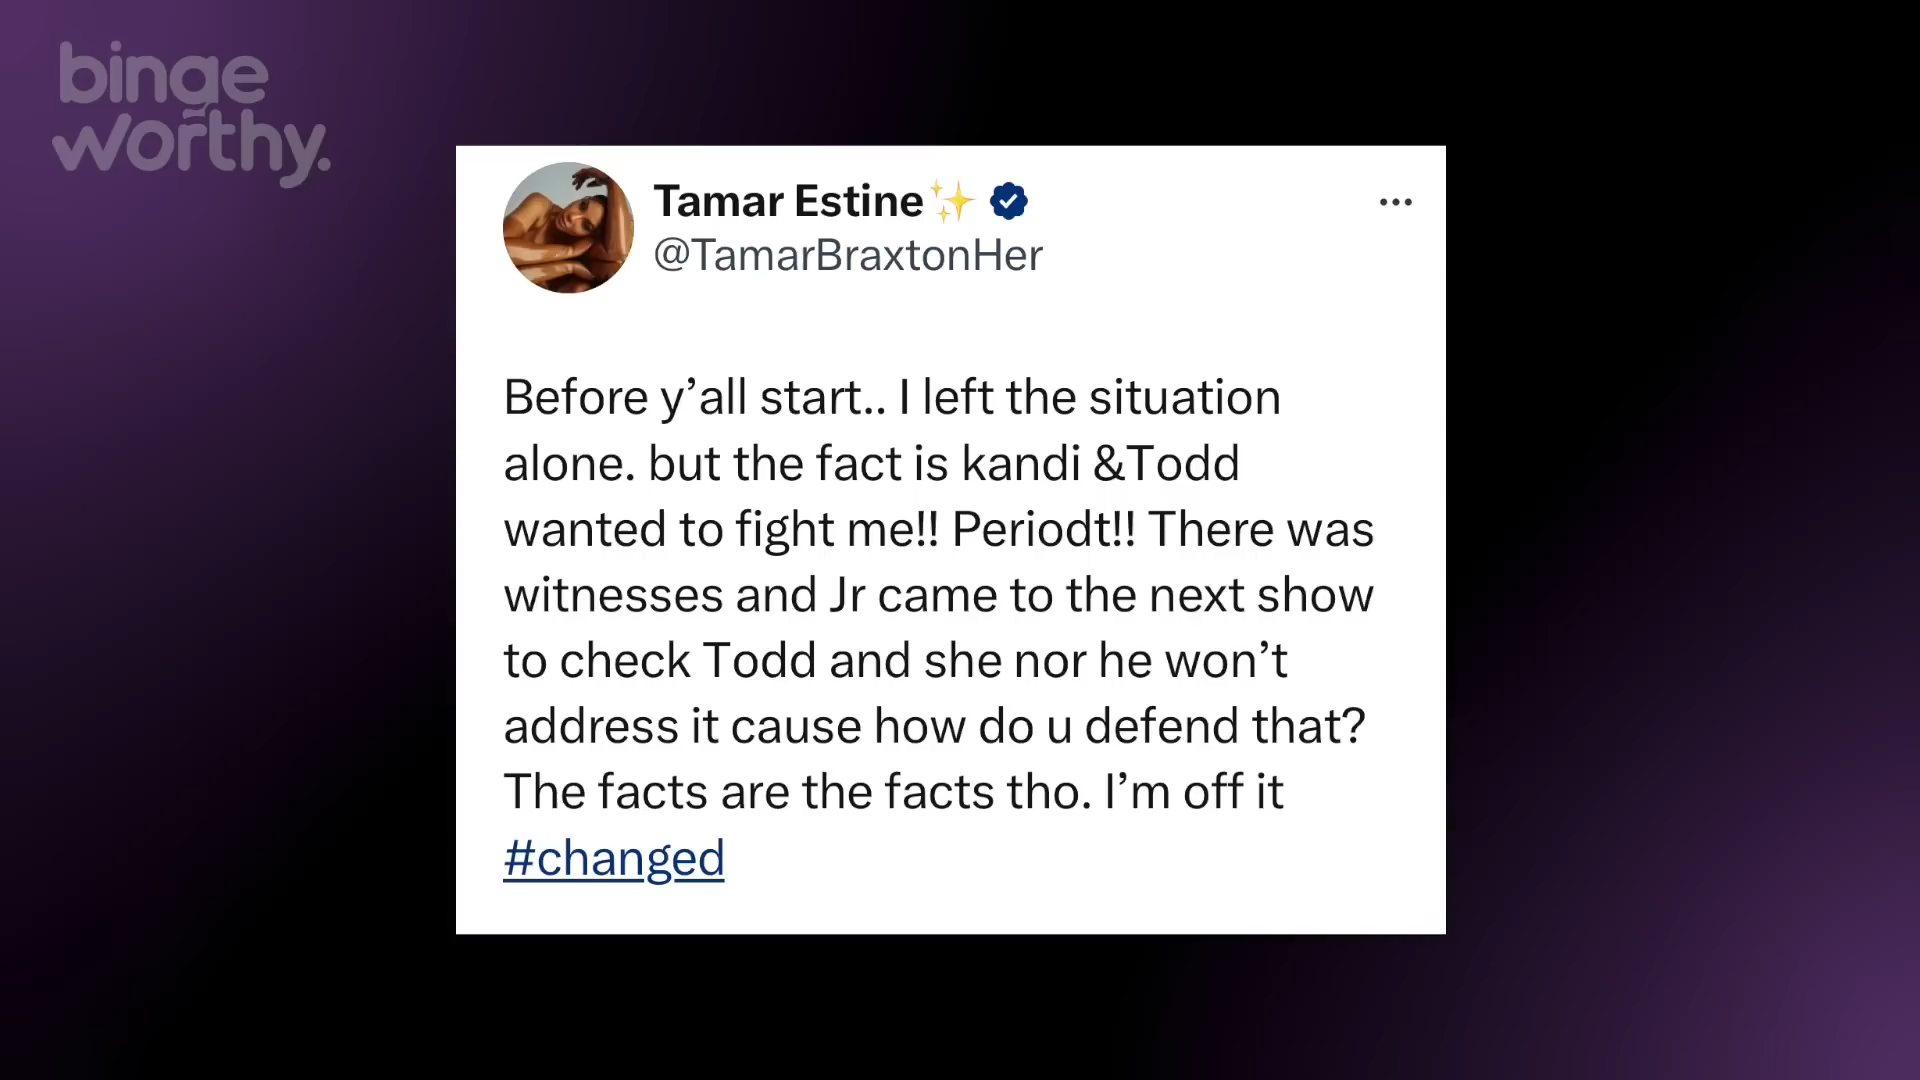 binge
worthy.
Tamar Estine✨
@TamarBraxtonHer
Before y’all start.. I left the situation
alone. but the fact is kandi &Todd
wanted to fight me!! Periodt!! There was
witnesses and Jr came to the next show
to check Todd and she nor he won’t
address it cause how do u defend that?
The facts are the facts tho. I’m off it
#changed